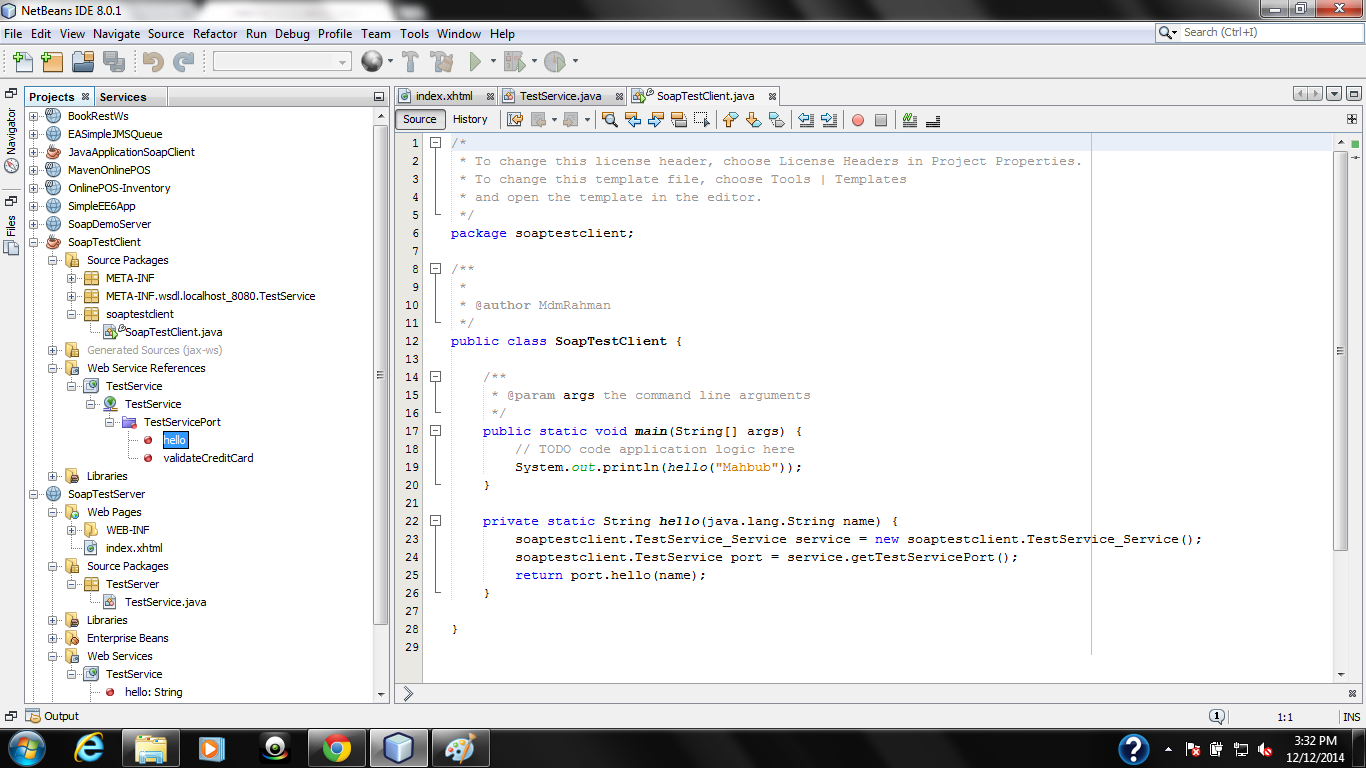 NetBeans IDE 8.0.1
File Edit View Navigate Source Refactor Run Debug Profile Team Tools Window Help
Search (Ctrl+I)
Navigator
Files
Projects Services
BookRestWs
EASimpleJMSQueue
JavaApplicationSoapClient
MavenOnlinePOS
OnlinePOS-Inventory
SimpleEE6App
SoapDemoServer
SoapTestClient
Source Packages
META-INF
META-INF.wsdl.localhost_8080.TestService
soaptestclient
SoapTestClient.java
Generated Sources (jax-ws)
Web Service References
TestService
TestService
TestServicePort
hello
validateCreditCard
Libraries
SoapTestServer
Web Pages
WEB-INF
index.xhtml
Source Packages
TestServer
TestService.java
Libraries
Enterprise Beans
Web Services
TestService
hello: String
index.xhtml TestService.java SoapTestClient.java
Source History
1 /*
2 * To change this license header, choose License Headers in Project Properties.
3 * To change this template file, choose Tools | Templates
4 * and open the template in the editor.
5 */
6 package soaptestclient;
7
8 /**
9 *
10 * @author MdmRahman
11 */
12 public class SoapTestClient {
13
14 /**
15 * @param args the command line arguments
16 */
17 public static void main(String[] args) {
18 // TODO code application logic here
19 System.out.println(hello("Mahbub"));
20 }
21
22 private static String hello(java.lang.String name) {
23 soaptestclient.TestService_Service service = new soaptestclient.TestService_Service();
24 soaptestclient.TestService port = service.getTestServicePort();
25 return port.hello(name);
26 }
27
28 }
29
Output
1 1:1 INS
3:32 PM
12/12/2014